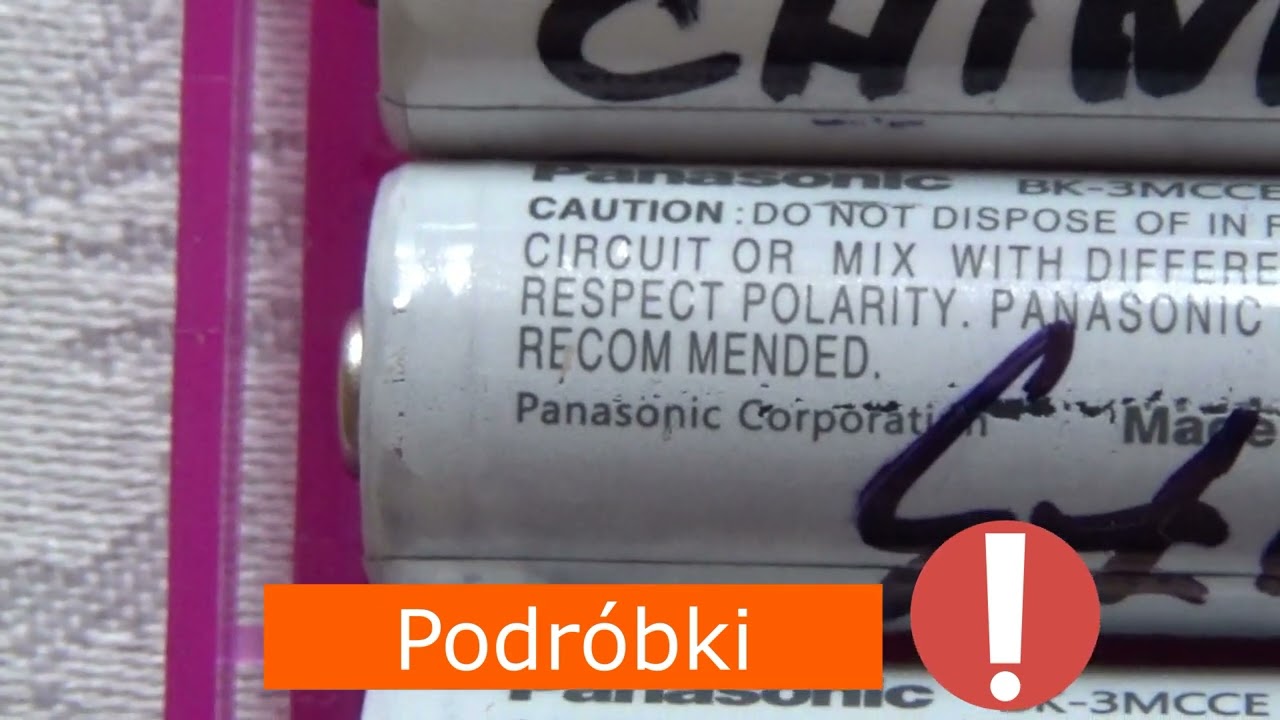 CHIN
Panasonic BK-3MCCE
CAUTION : DO NOT DISPOSE OF IN F
CIRCUIT OR MIX WITH DIFFERE
RESPECT POLARITY. PANASONIC
RECOM MENDED.
Panasonic Corporation Made
Podróbki
Panasonic BK-3MCCE